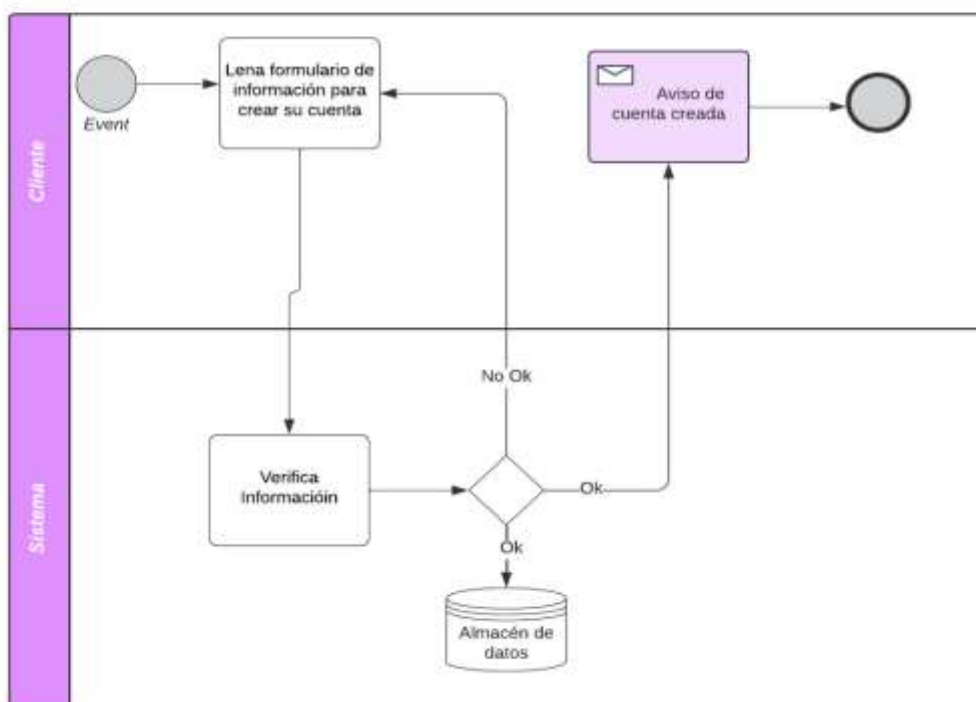 Cliente
Event
Lena formulario de
información para
crear su cuenta
Aviso de
cuenta creada
Sistema
No Ok
Verifica
Informacióin
Ok
Ok
Almacén de
datos